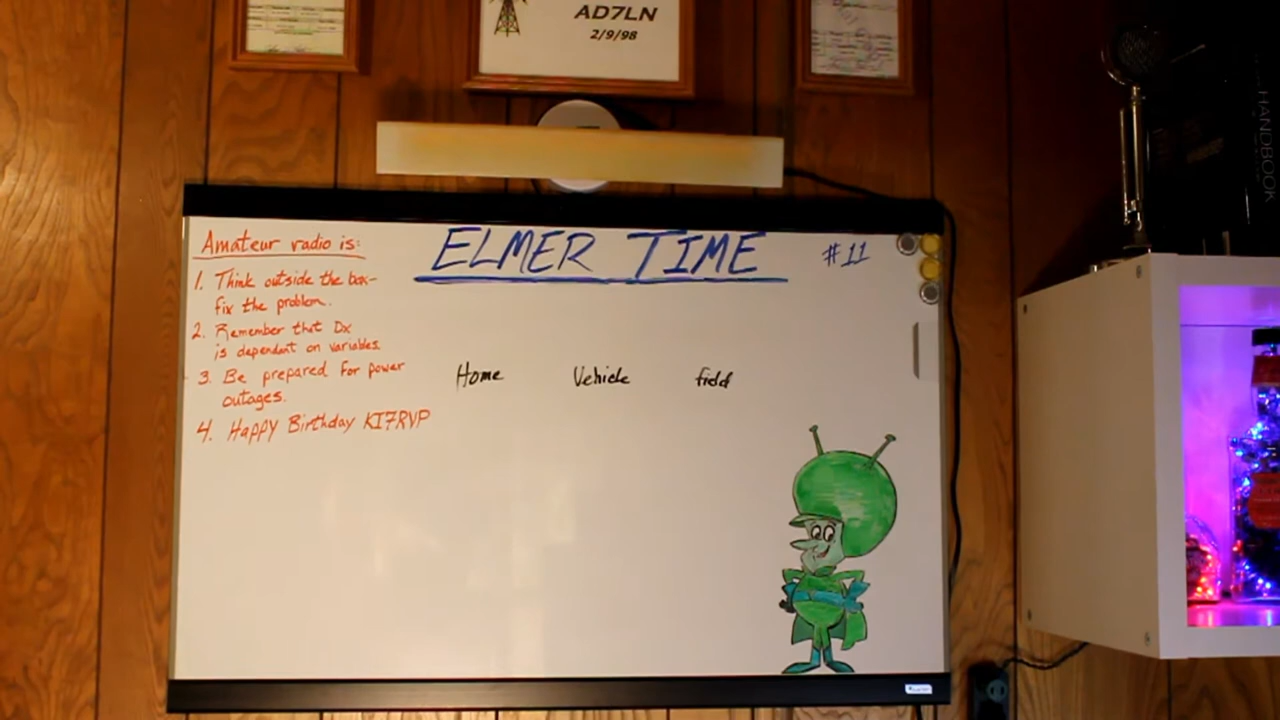 AD7LN
2/9/98
HANDBOOK
ELMER TIME
#11
Amateur radio is:
1. Think outside the box-
fix the problem.
2. Remember that Dx
is dependant on variables.
3. Be prepared for power
outages.
4. Happy Birthday KI7RVP
Home Vehicle field